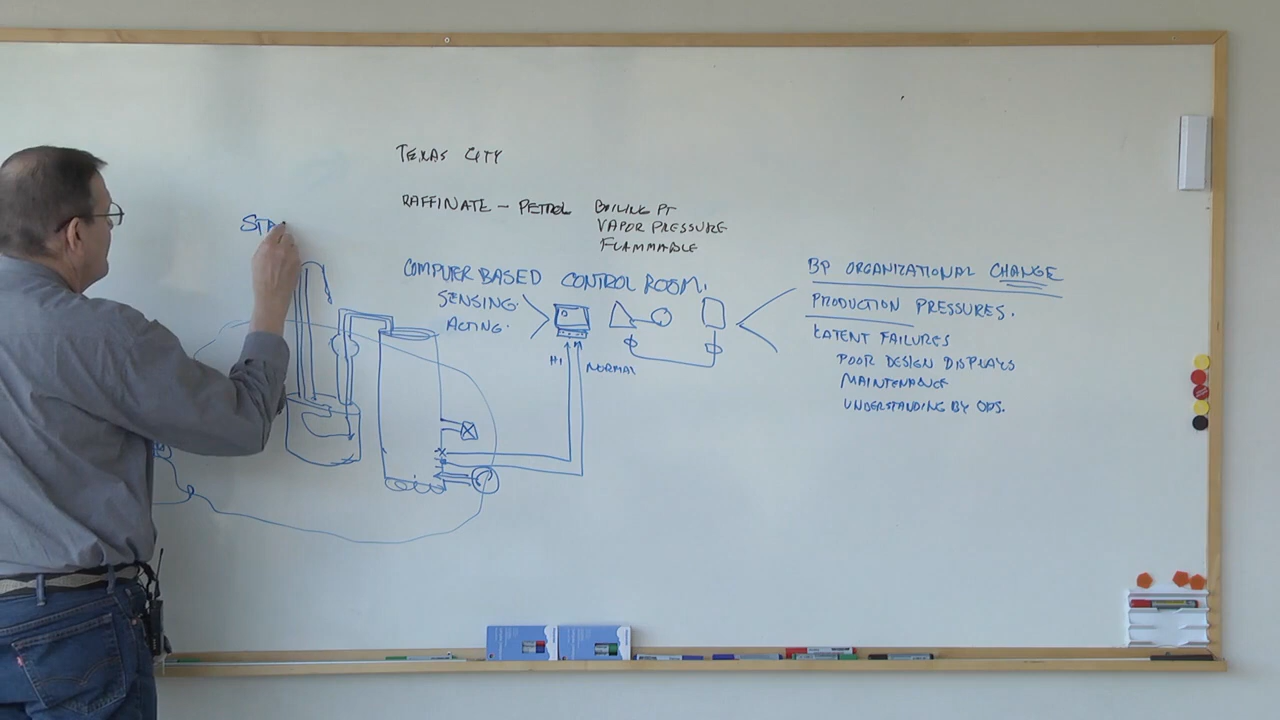 TEXAS CITY
RAFFINATE - PETROL BOILING PT
VAPOR PRESSURE
FLAMMABLE
STA
COMPUTER BASED CONTROL ROOM.
SENSING.
ACTING.
HI
NORMAL
BP ORGANIZATIONAL CHANGE
PRODUCTION PRESSURES.
LATENT FAILURES
POOR DESIGN DISPLAYS
MAINTENANCE
UNDERSTANDING BY OPS.